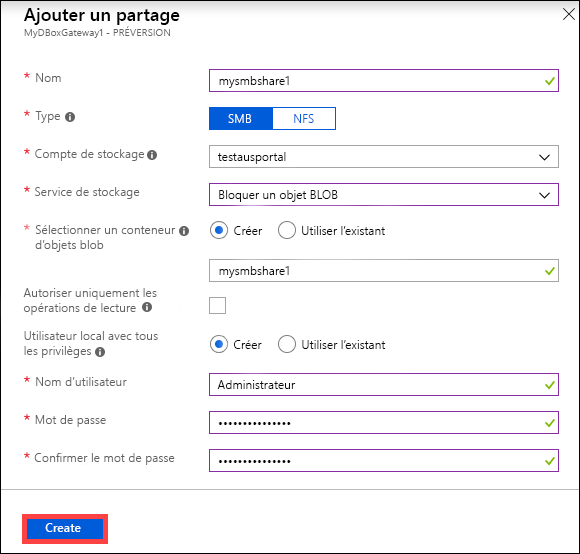 Ajouter un partage
MyDBoxGateway1 - PRÉVERSION
* Nom
mysmbshare1
* Type
SMB
NFS
* Compte de stockage
testausportal
* Service de stockage
Bloquer un objet BLOB
* Sélectionner un conteneur
d'objets blob
Créer
Utiliser l'existant
mysmbshare1
Autoriser uniquement les
opérations de lecture
Utilisateur local avec tous
les privilèges
Créer
Utiliser l'existant
* Nom d'utilisateur
Administrateur
* Mot de passe
•••••••••••••••
* Confirmer le mot de passe
•••••••••••••••
Create